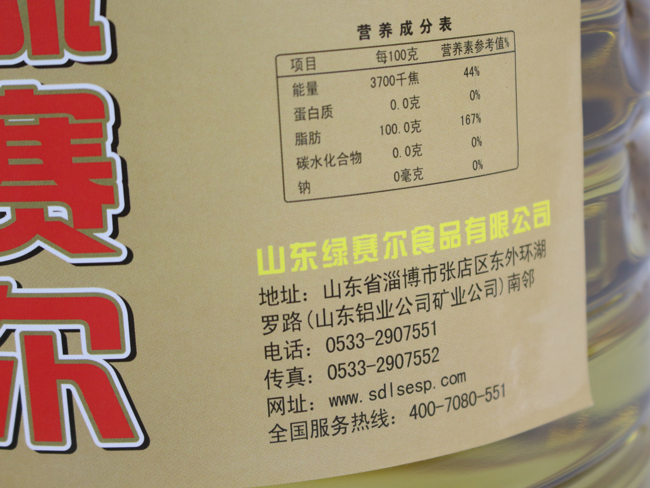 赛
尔
营养成分表
项目 每100克 营养素参考值%
能量 3700千焦 44%
蛋白质 0.0克 0%
脂肪 100.0克 167%
碳水化合物 0.0克 0%
钠 0毫克 0%
山东绿赛尔食品有限公司
地址：山东省淄博市张店区东外环湖
罗路(山东铝业公司矿业公司)南邻
电话：0533-2907551
传真：0533-2907552
网址：www.sdlsesp.com
全国服务热线：400-7080-551